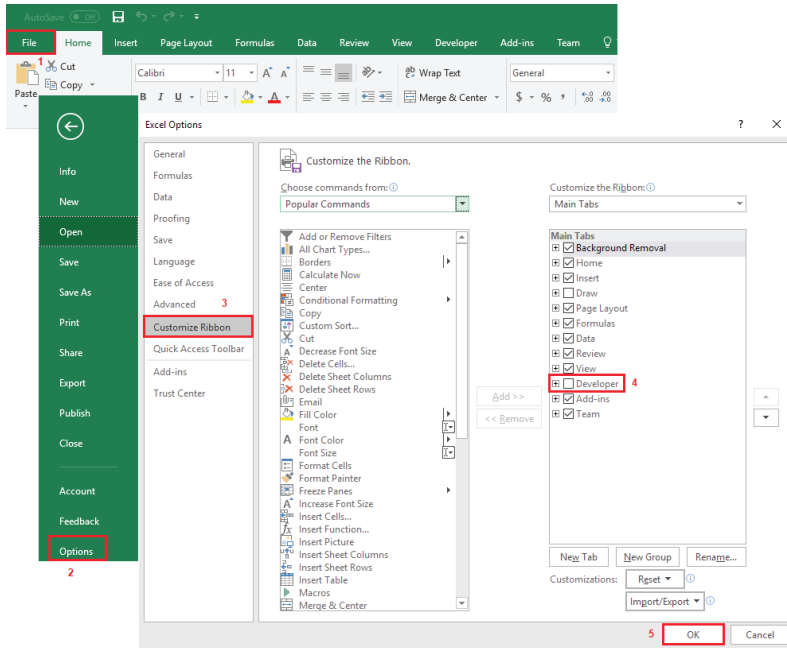 AutoSave Off
File Home Insert Page Layout Formulas Data Review View Developer Add-ins Team
1 Cut
Copy
Paste
Calibri 11 A A Wrap Text General
B I U A Merge & Center $ % ,
Excel Options ? ×
Info
New
Open
Save
Save As
Print
Share
Export
Publish
Close
Account
Feedback
Options
2
General
Formulas
Data
Proofing
Save
Language
Ease of Access
Advanced 3
Customize Ribbon
Quick Access Toolbar
Add-ins
Trust Center
Customize the Ribbon.
Choose commands from:
Popular Commands
Add or Remove Filters
All Chart Types...
Borders
Calculate Now
Center
Conditional Formatting
Copy
Custom Sort...
Cut
Decrease Font Size
Delete Cells...
Delete Sheet Columns
Delete Sheet Rows
Email
Fill Color
Font
Font Color
Font Size
Format Cells
Format Painter
Freeze Panes
Increase Font Size
Insert Cells...
Insert Function...
Insert Picture
Insert Sheet Columns
Insert Sheet Rows
Insert Table
Macros
Merge & Center
Add >>
<< Remove
Customize the Ribbon:
Main Tabs
Main Tabs
Background Removal
Home
Insert
Draw
Page Layout
Formulas
Data
Review
View
Developer 4
Add-ins
Team
New Tab New Group Rename...
Customizations: Reset
Import/Export
5 OK Cancel